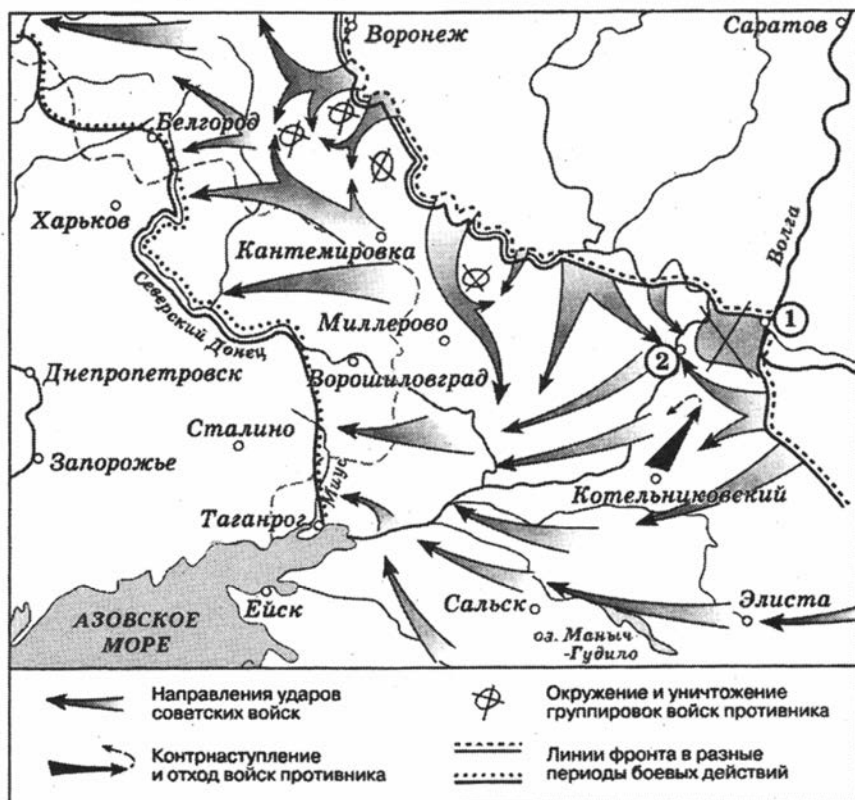 Воронеж
Саратов
Белгород
Волга
Харьков
Кантемировка
Северский Донец
Миллерово
1
2
Днепропетровск
Ворошиловград
Сталино
Запорожье
Миус
Котельниковский
Таганрог
Ейск
Сальск
Элиста
АЗОВСКОЕ
МОРЕ
оз. Маныч
-Гудило
Направления ударов
советских войск
Окружение и уничтожение
группировок войск противника
Контрнаступление
и отход войск противника
Линии фронта в разные
периоды боевых действий